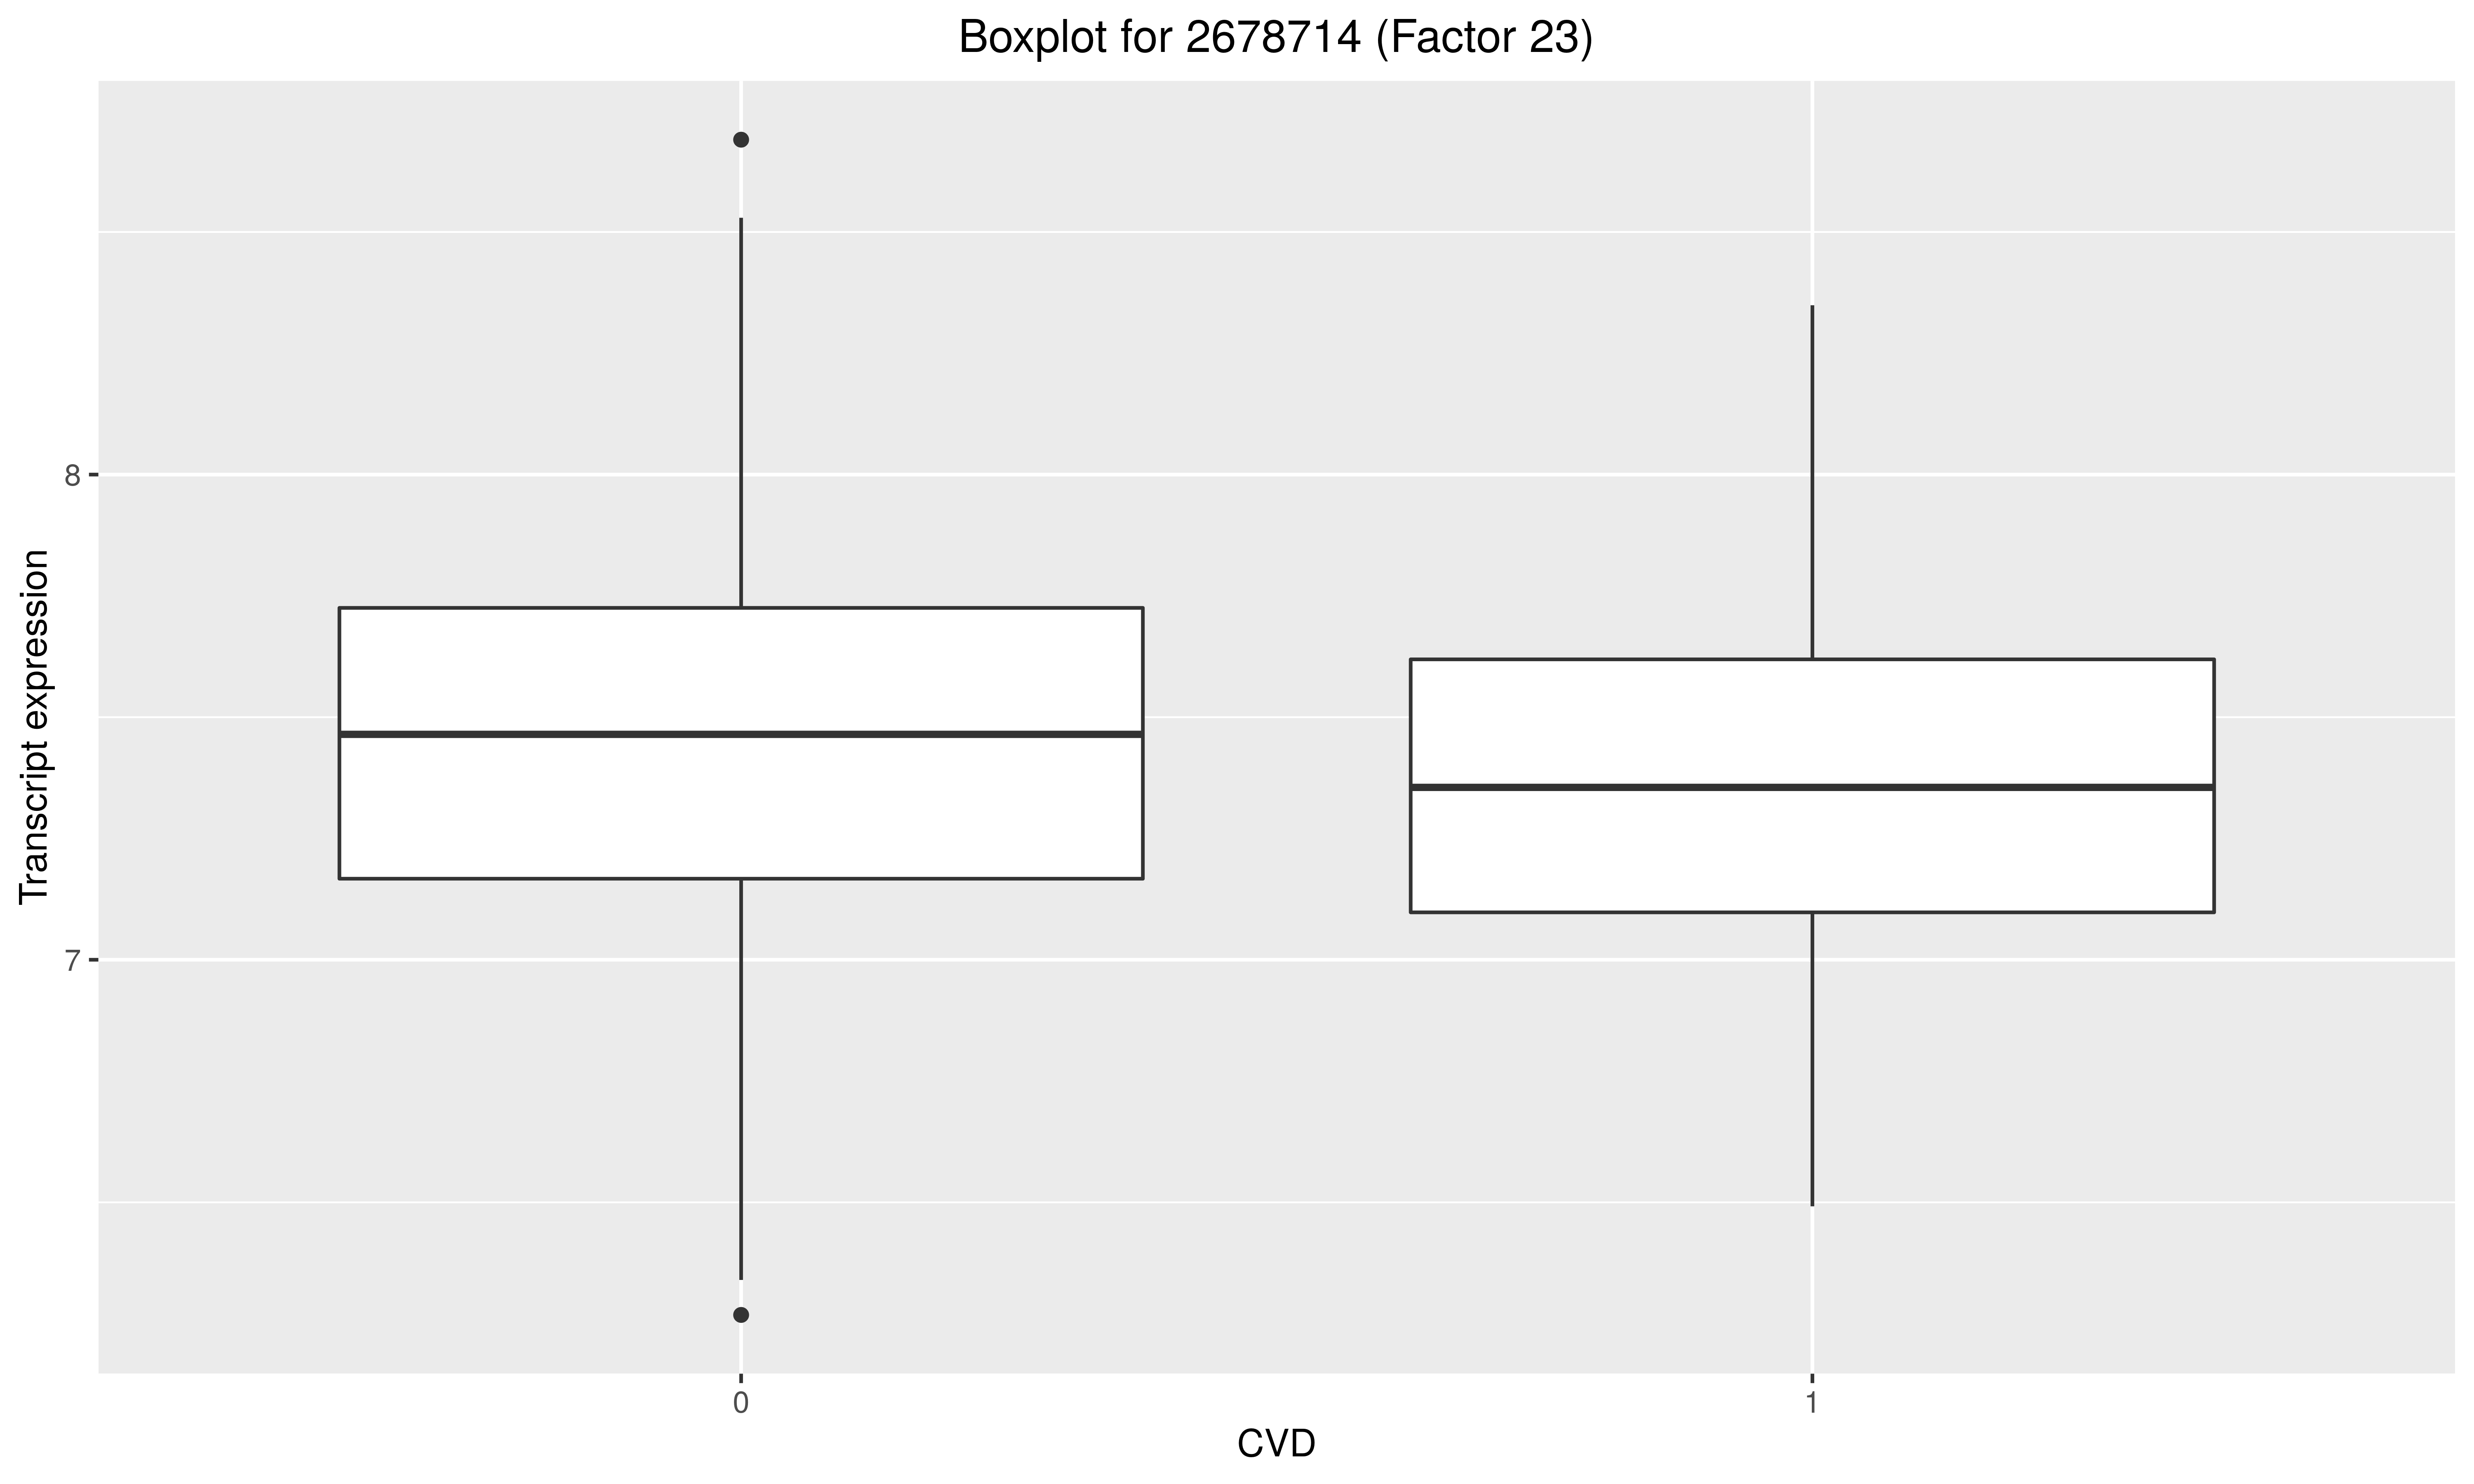 Boxplot for 2678714 (Factor 23)
Transcript expression
8
7
0
1
CVD